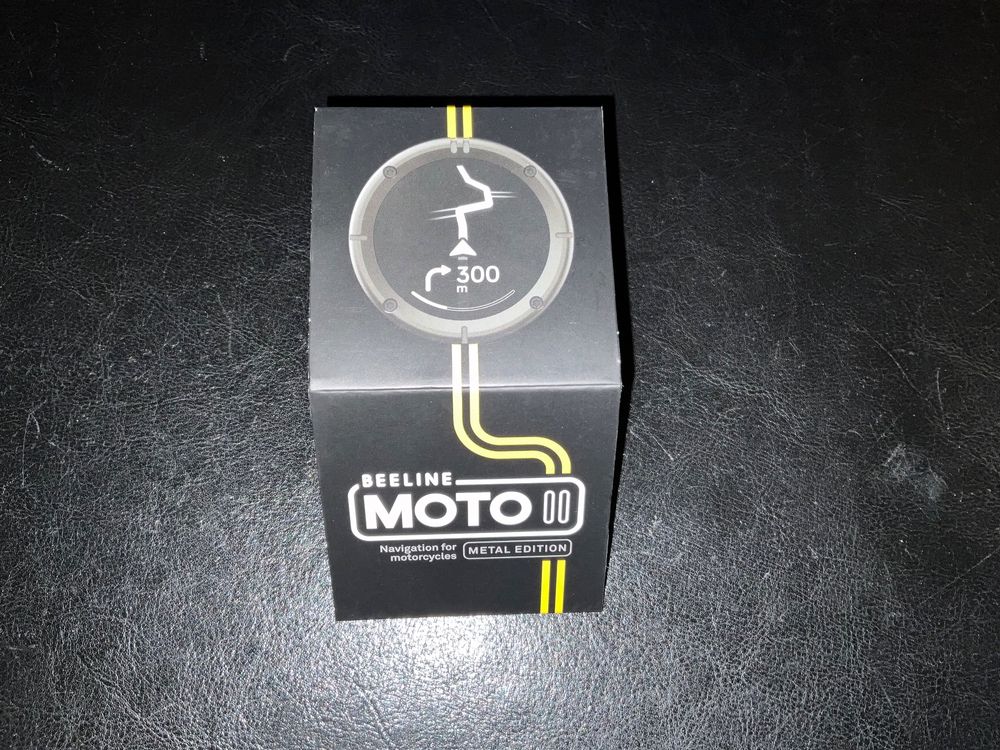 300
m
BEELINE
MOTO II
Navigation for
motorcycles
METAL EDITION